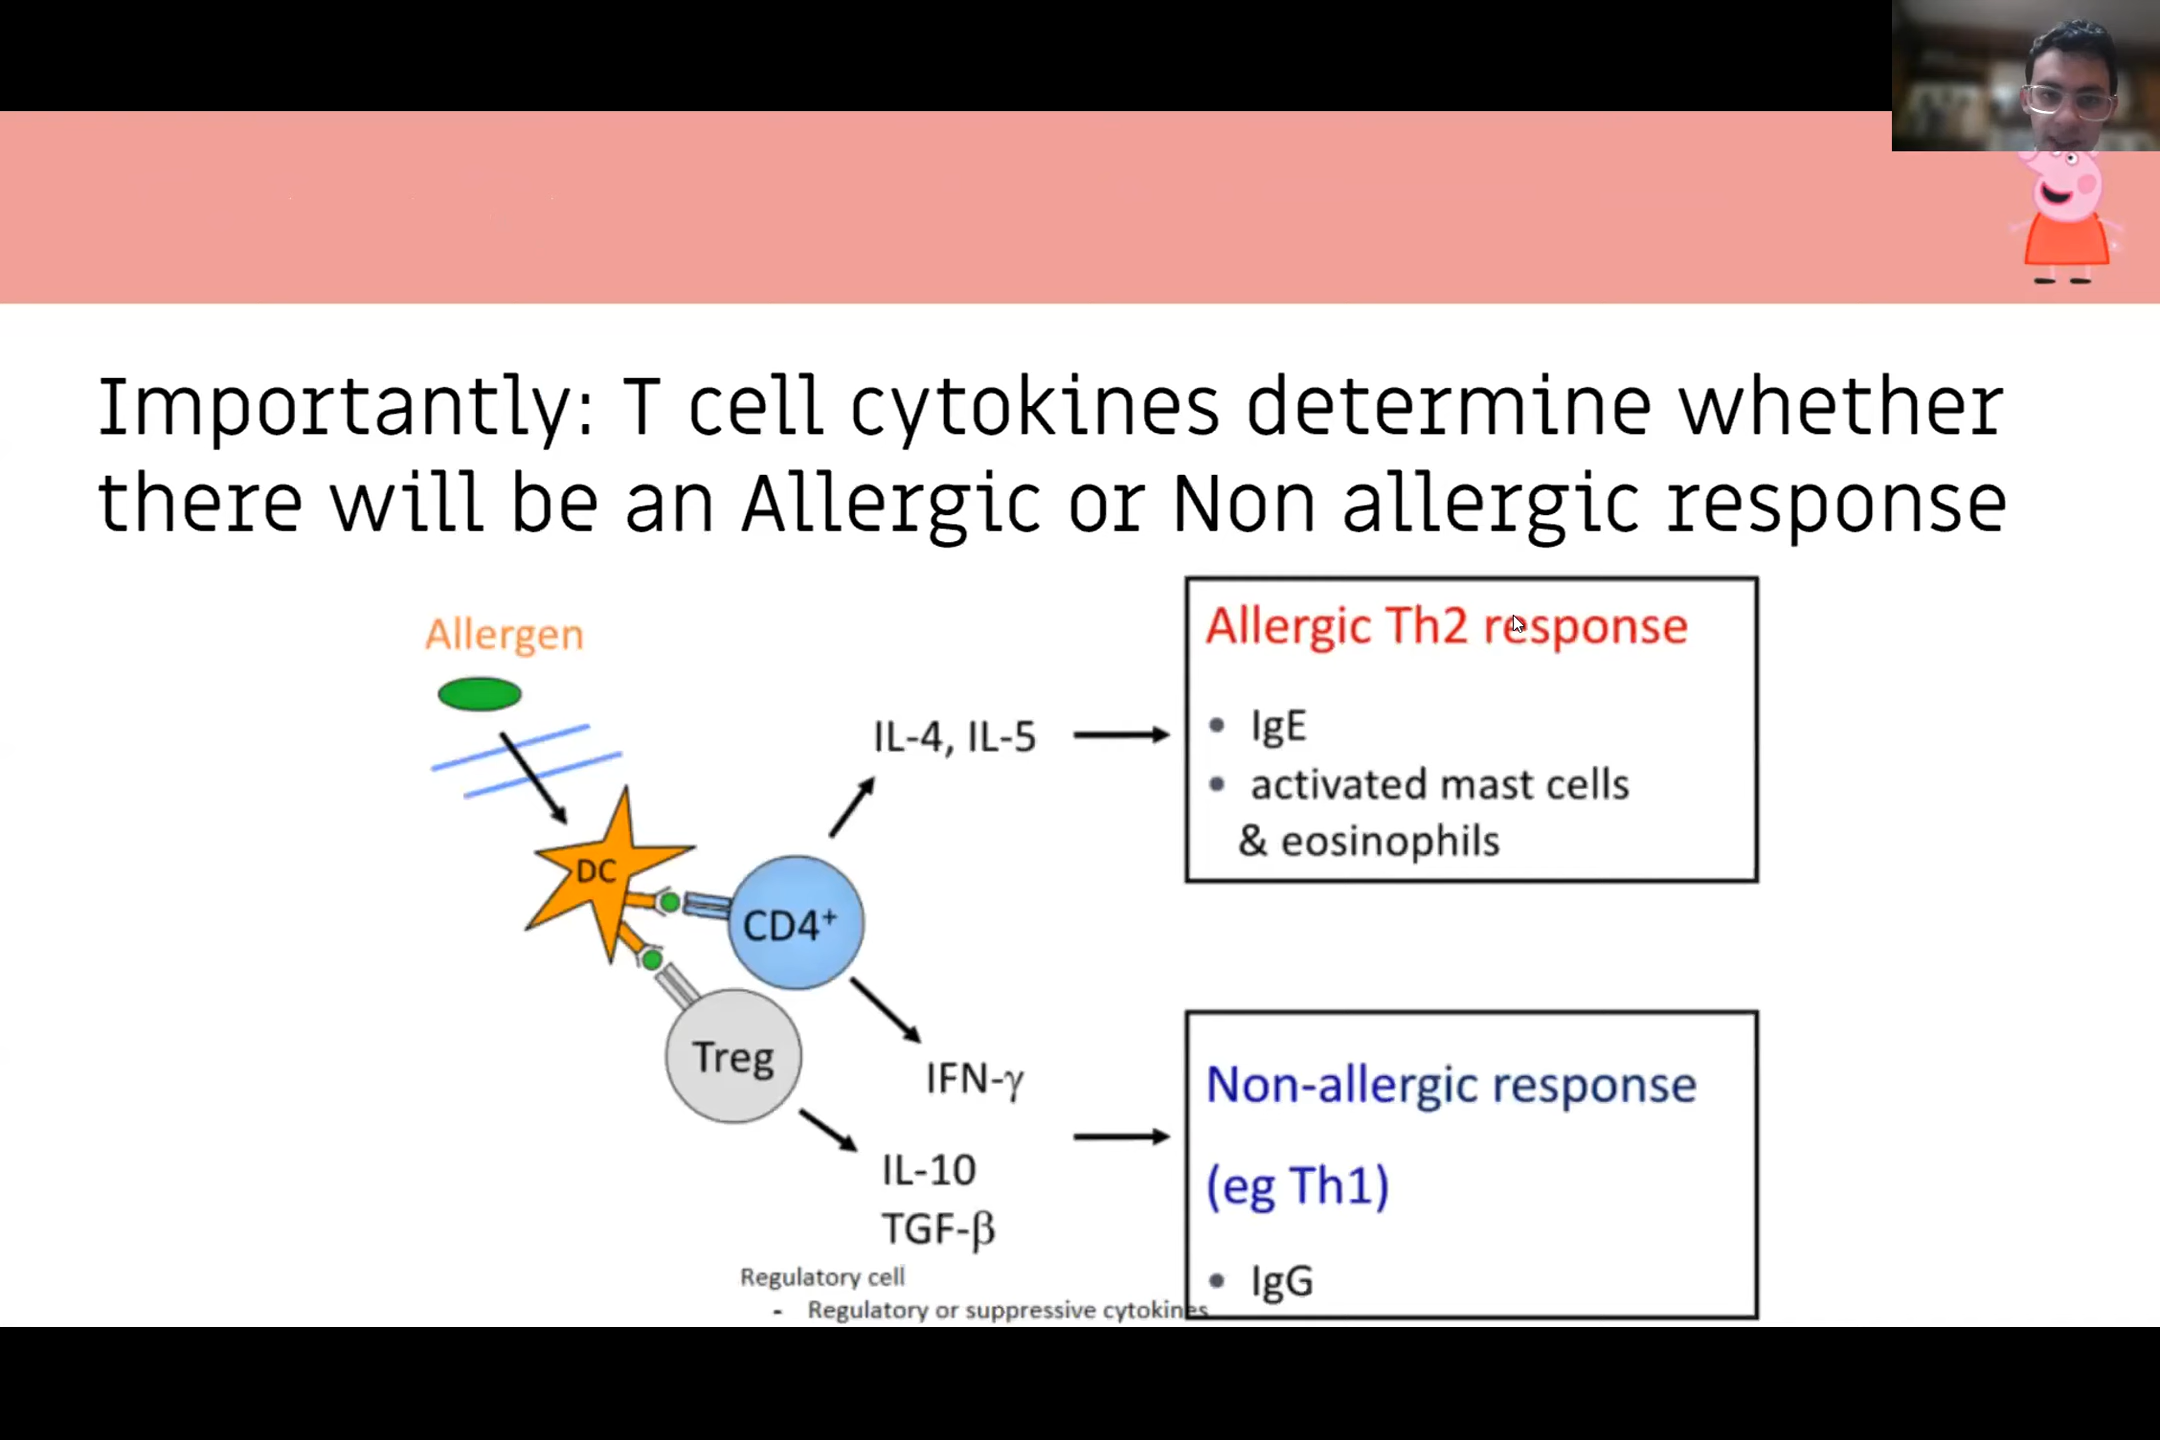 Importantly: T cell cytokines determine whether
there will be an Allergic or Non allergic response
Allergen
Allergic Th2 response
• IgE
IL-4, IL-5
• activated mast cells
& eosinophils
DC
CD4⁺
Treg
IFN-γ
Non-allergic response
IL-10
(eg Th1)
TGF-β
Regulatory cell
• IgG
- Regulatory or suppressive cytokines